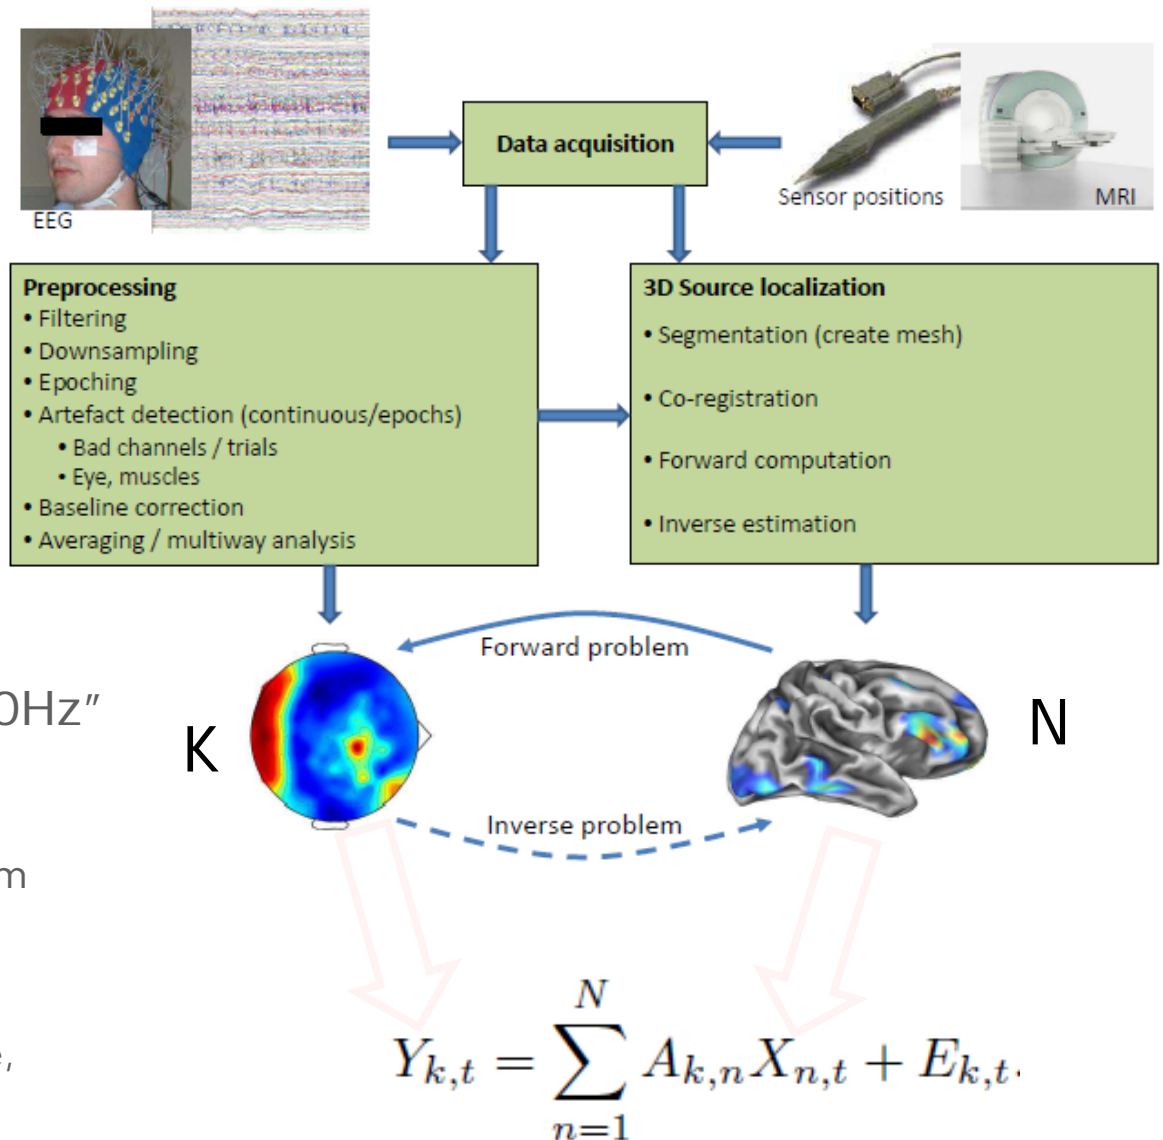 EEG
Data acquisition
Sensor positions
MRI
Preprocessing
• Filtering
• Downsampling
• Epoching
• Artefact detection (continuous/epochs)
• Bad channels / trials
• Eye, muscles
• Baseline correction
• Averaging / multiway analysis
3D Source localization
• Segmentation (create mesh)
• Co-registration
• Forward computation
• Inverse estimation
Forward problem
0Hz"
K
N
Inverse problem
m
,
N
Y_{k,t} = ∑ A_{k,n} X_{n,t} + E_{k,t}.
n=1